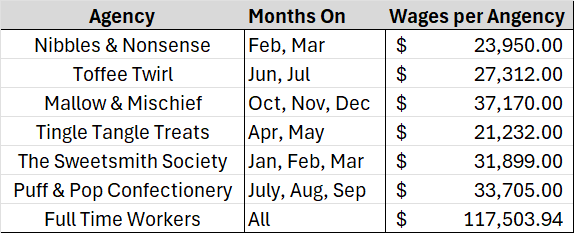 Agency Months On Wages per Angency
Nibbles & Nonsense Feb, Mar $ 23,950.00
Toffee Twirl Jun, Jul $ 27,312.00
Mallow & Mischief Oct, Nov, Dec $ 37,170.00
Tingle Tangle Treats Apr, May $ 21,232.00
The Sweetsmith Society Jan, Feb, Mar $ 31,899.00
Puff & Pop Confectionery July, Aug, Sep $ 33,705.00
Full Time Workers All $ 117,503.94